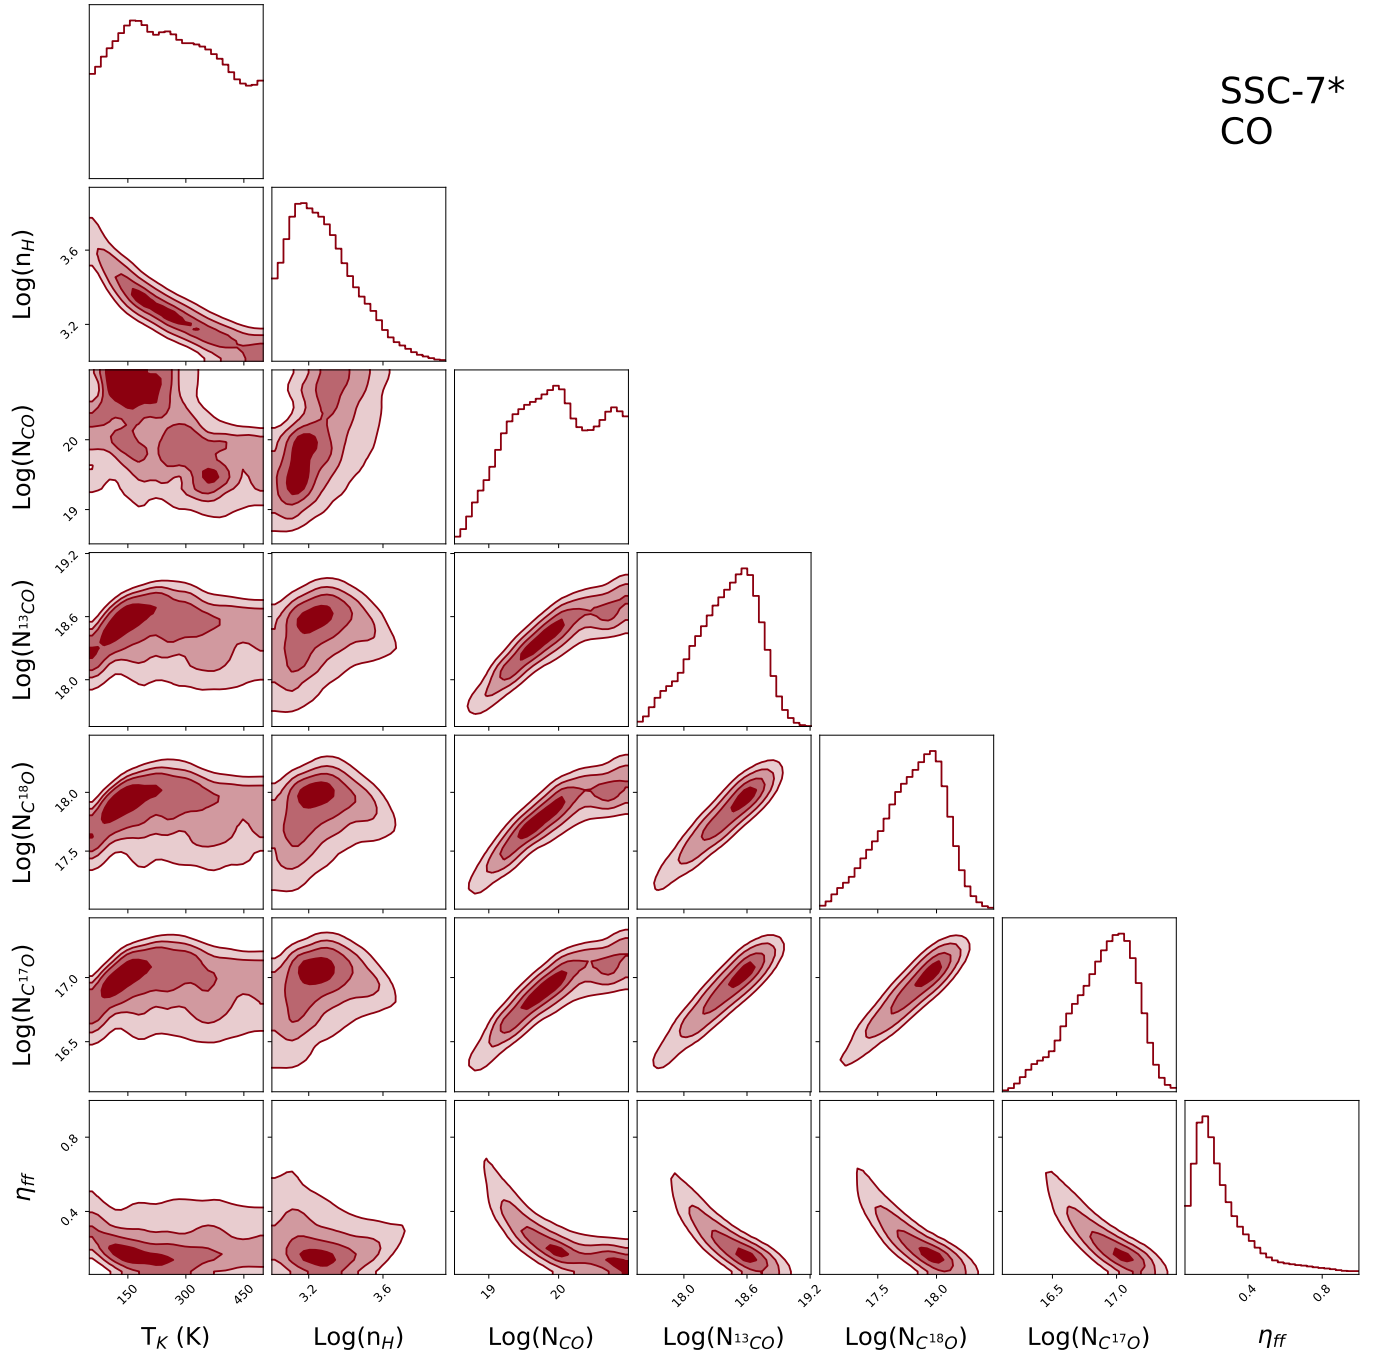 SSC-7*
CO
Log(n_H)
3.6
3.2
Log(N_CO)
20
19
Log(N_13CO)
19.2
18.6
18.0
Log(N_C18O)
18.0
17.5
Log(N_C17O)
17.0
16.5
η_ff
0.8
0.4
150 300 450 3.2 3.6 19 20 18.0 18.6 19.2 17.5 18.0 16.5 17.0 0.4 0.8
T_K (K) Log(n_H) Log(N_CO) Log(N_13CO) Log(N_C18O) Log(N_C17O) η_ff